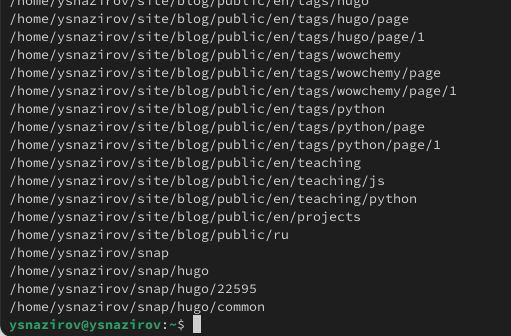 /home/ysnazirov/site/blog/public/en/tags/hugo
/home/ysnazirov/site/blog/public/en/tags/hugo/page
/home/ysnazirov/site/blog/public/en/tags/hugo/page/1
/home/ysnazirov/site/blog/public/en/tags/wowchemy
/home/ysnazirov/site/blog/public/en/tags/wowchemy/page
/home/ysnazirov/site/blog/public/en/tags/wowchemy/page/1
/home/ysnazirov/site/blog/public/en/tags/python
/home/ysnazirov/site/blog/public/en/tags/python/page
/home/ysnazirov/site/blog/public/en/tags/python/page/1
/home/ysnazirov/site/blog/public/en/teaching
/home/ysnazirov/site/blog/public/en/teaching/js
/home/ysnazirov/site/blog/public/en/teaching/python
/home/ysnazirov/site/blog/public/en/projects
/home/ysnazirov/site/blog/public/ru
/home/ysnazirov/snap
/home/ysnazirov/snap/hugo
/home/ysnazirov/snap/hugo/22595
/home/ysnazirov/snap/hugo/common
ysnazirov@ysnazirov:~$